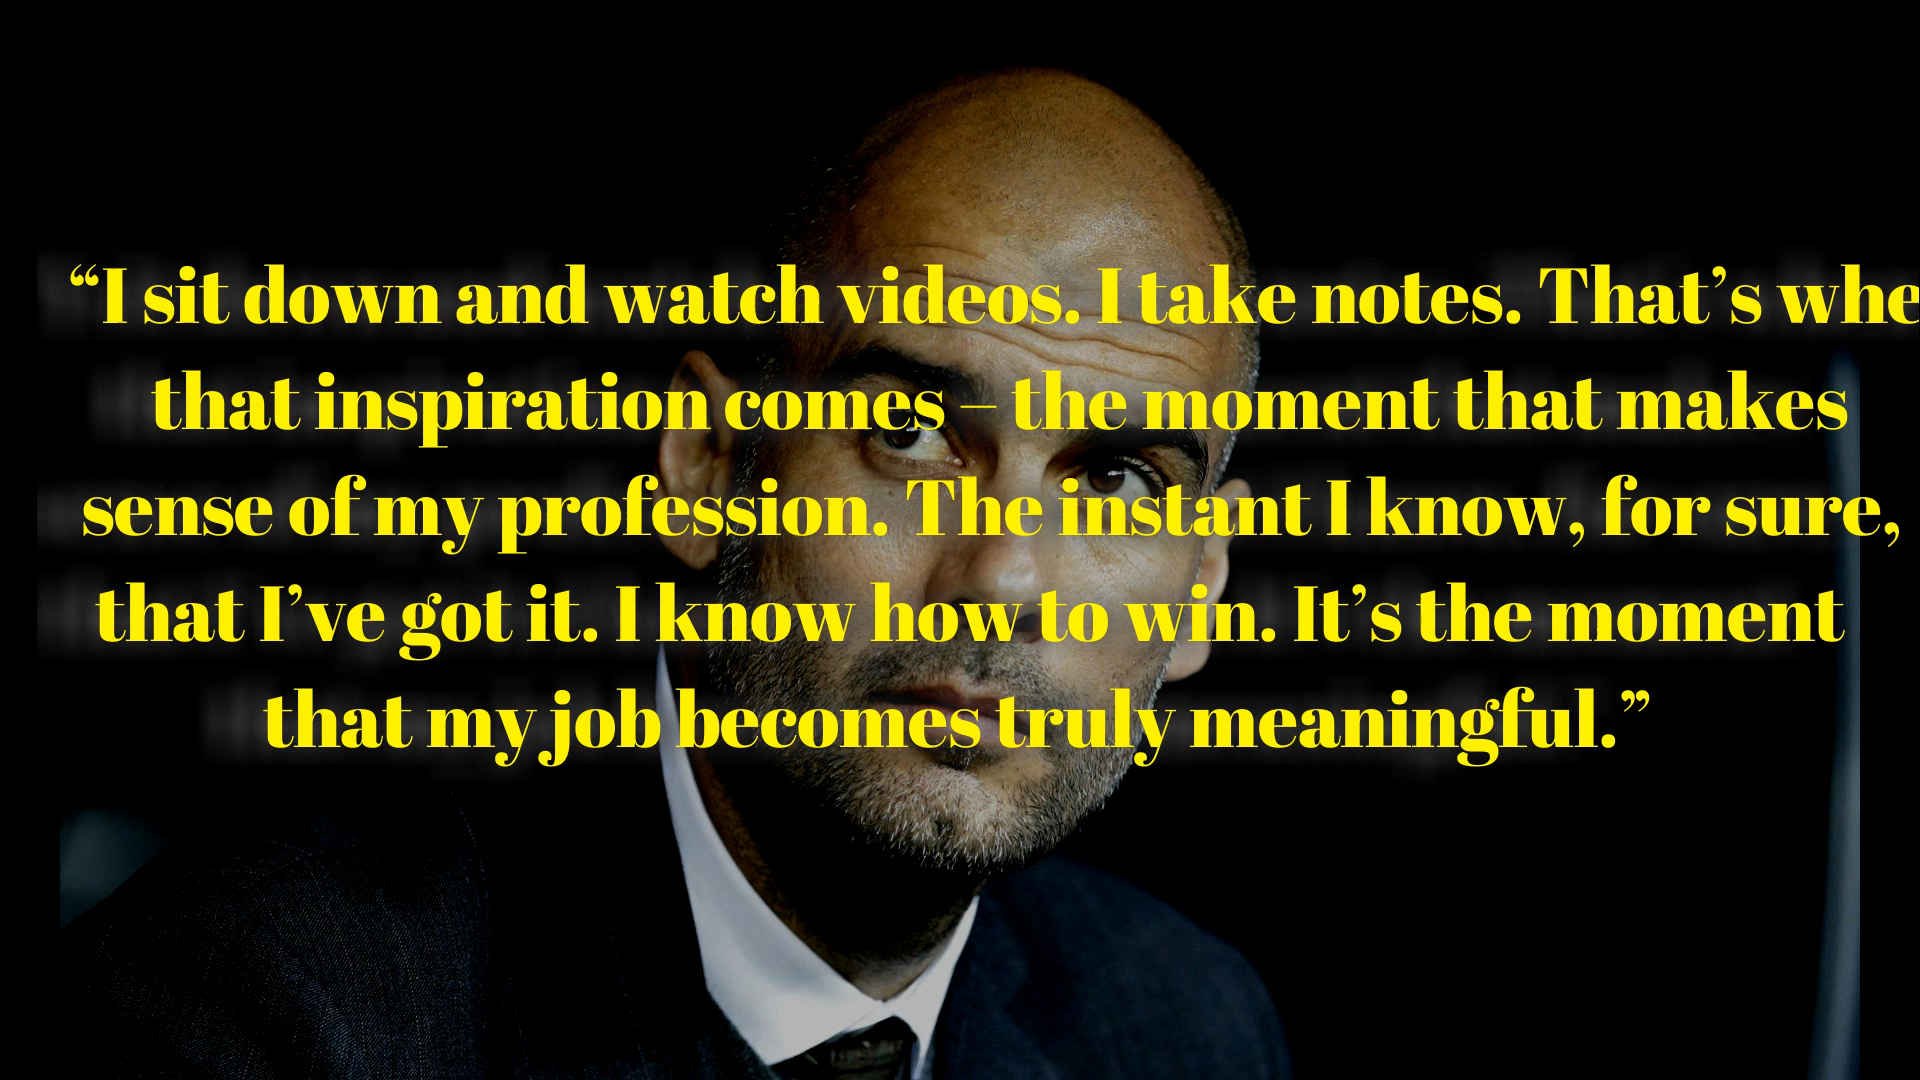 “I sit down and watch videos. I take notes. That’s whe
that inspiration comes – the moment that makes
sense of my profession. The instant I know, for sure,
that I’ve got it. I know how to win. It’s the moment
that my job becomes truly meaningful.”